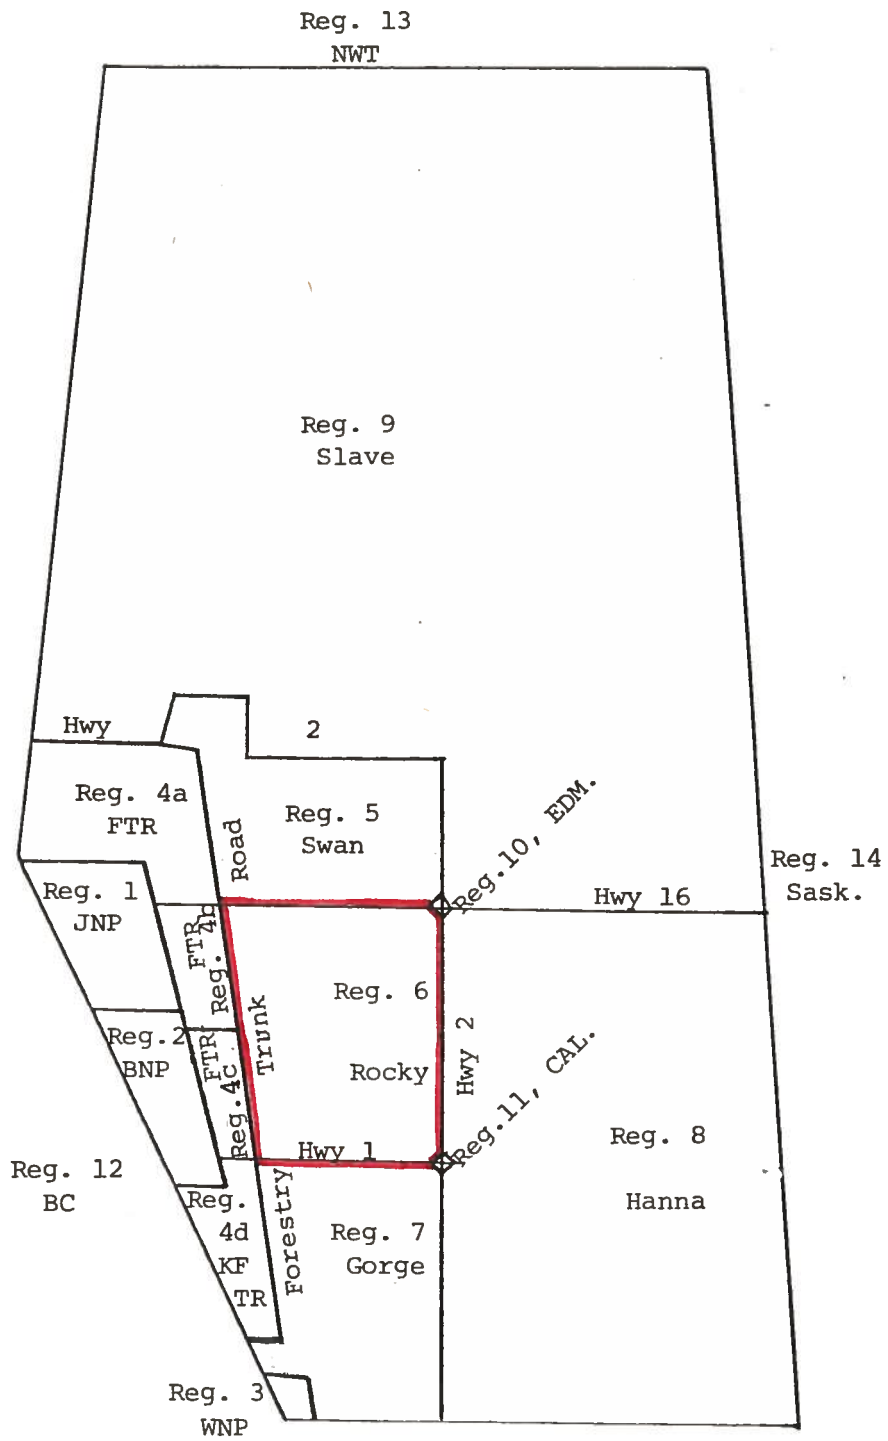 Reg. 13
NWT
Reg. 9
Slave
Hwy
2
Reg. 4a
FTR
Road
Reg. 5
Swan
Reg.10, EDM.
Reg. 14
Sask.
Hwy 16
Reg. 1
JNP
FTR
Reg. 4b
Reg. 6
Rocky
Trunk
Hwy 2
Reg.2
BNP
FTR
Reg.4c
Hwy 1
Reg.11, CAL.
Reg. 8
Hanna
Reg. 12
BC
Reg.
4d
KF
TR
Forestry
Reg. 7
Gorge
Reg. 3
WNP